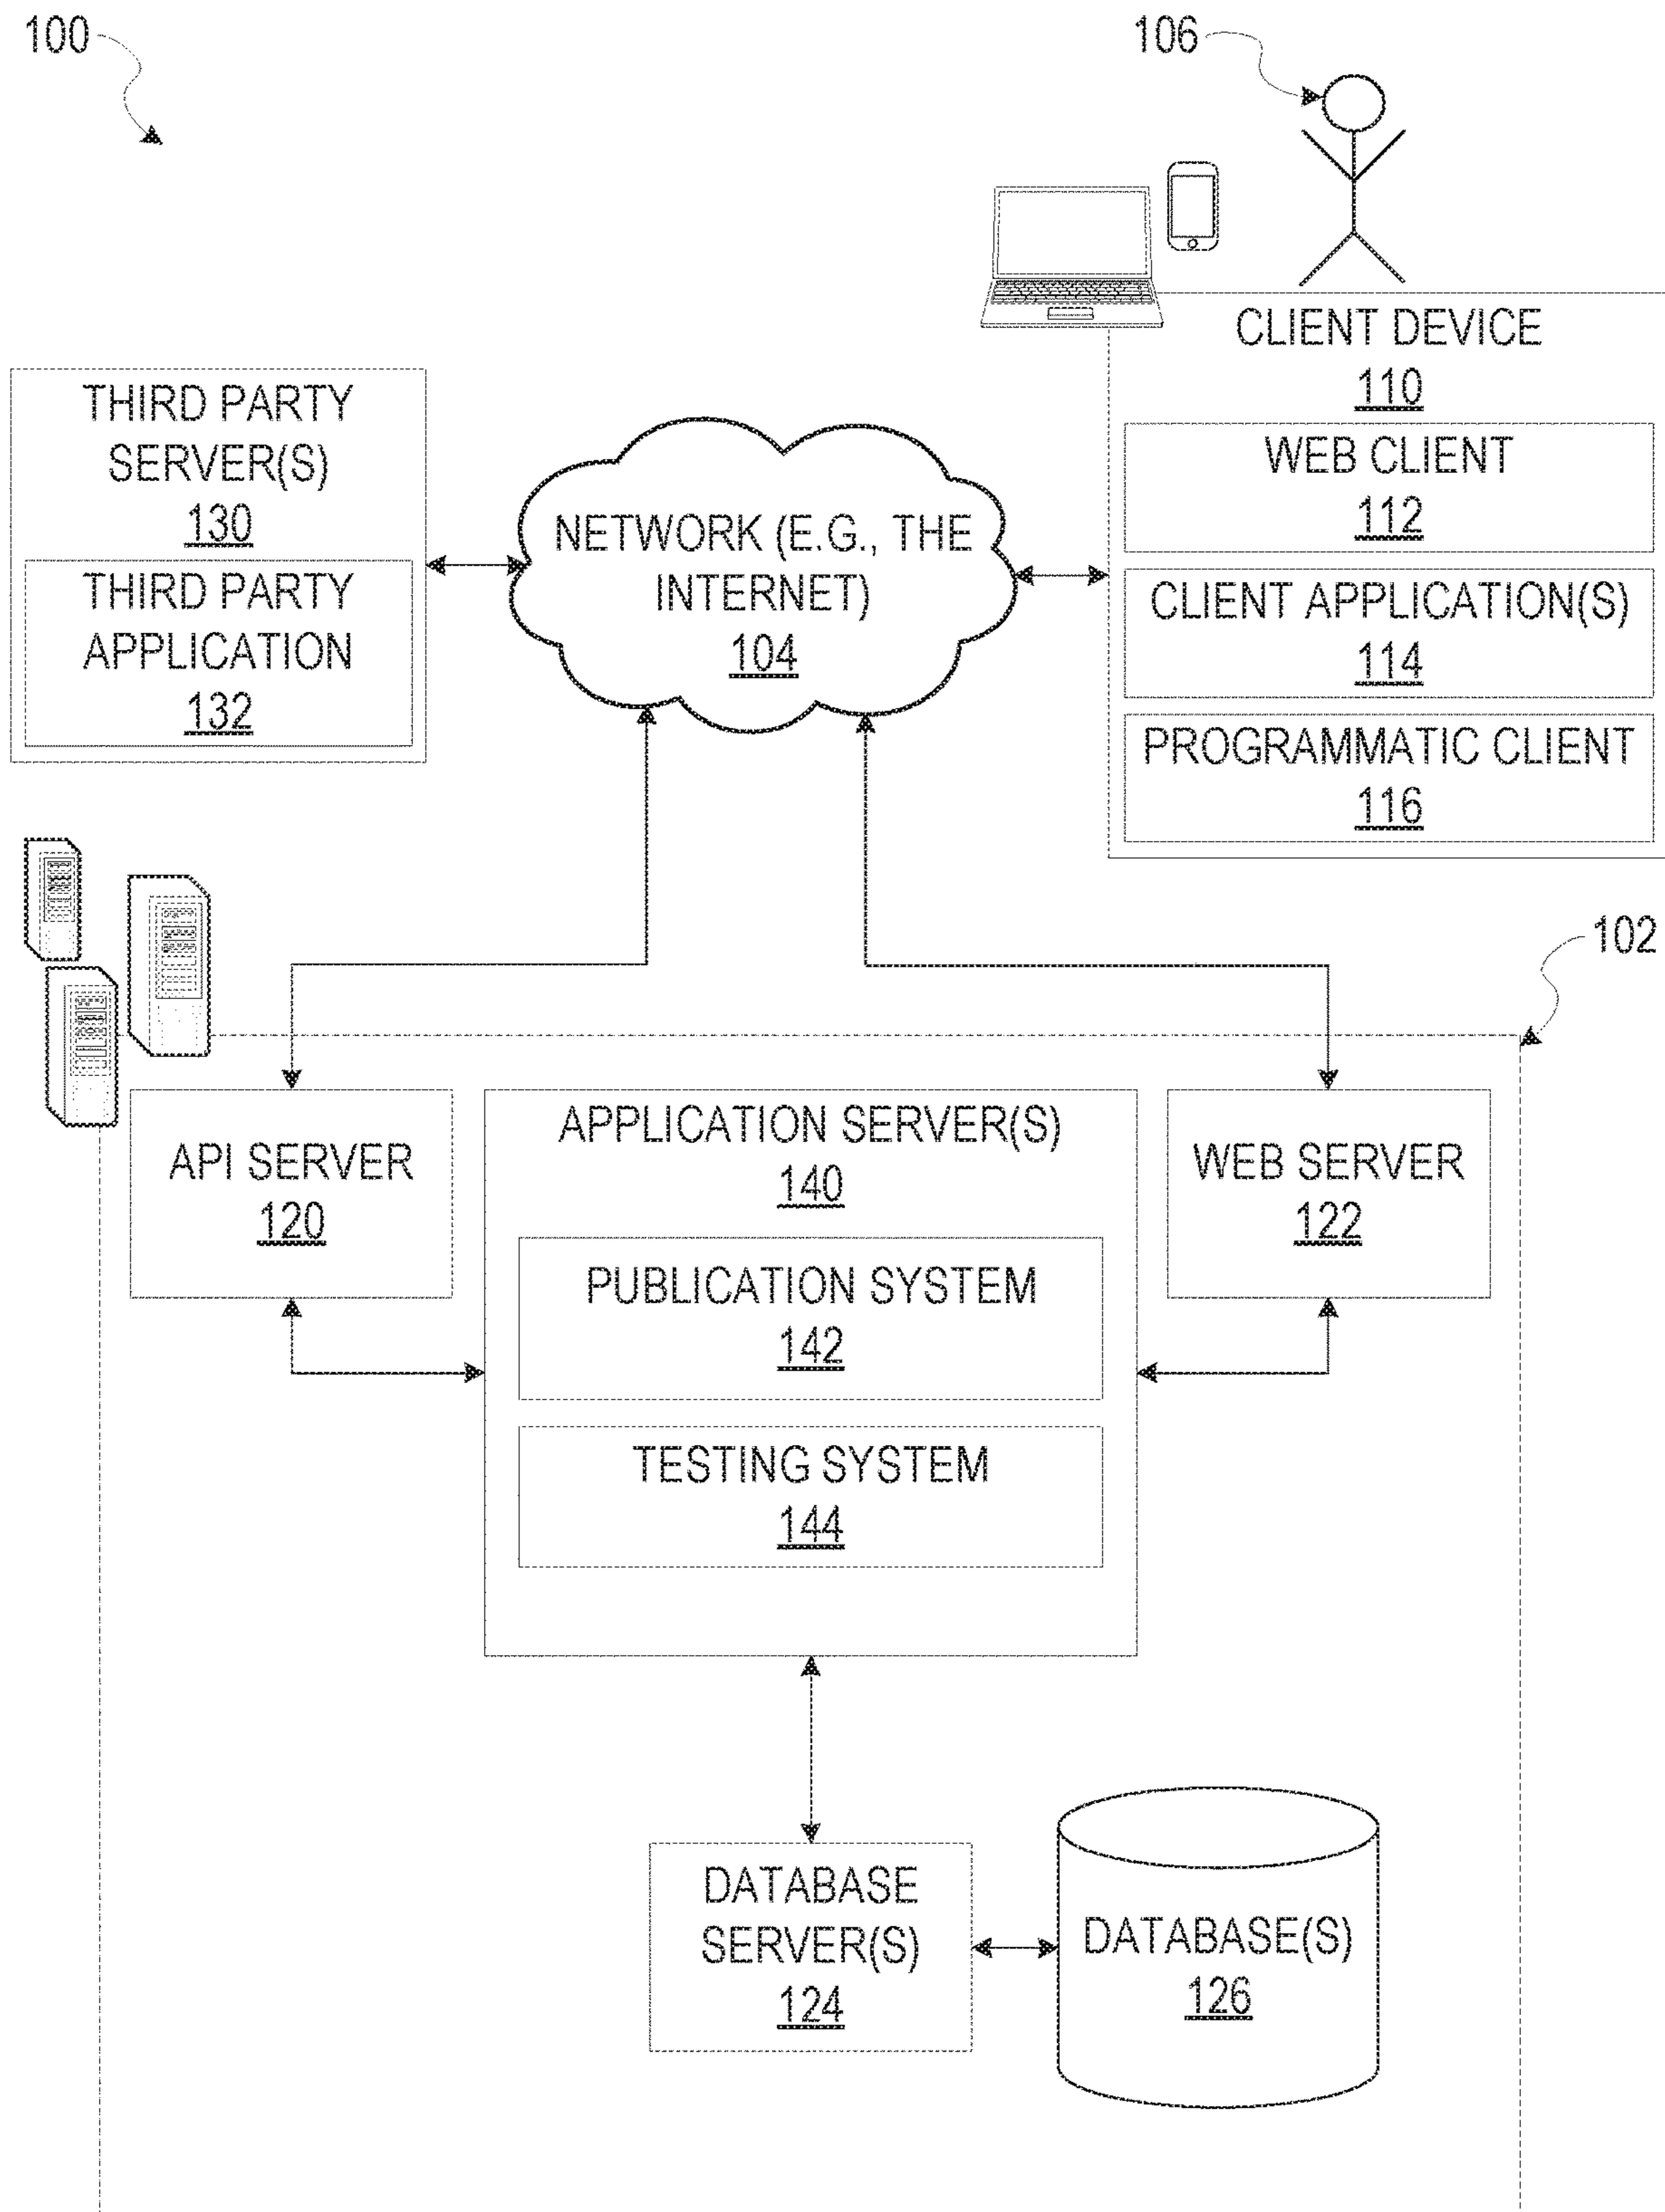 100
106
CLIENT DEVICE
110
WEB CLIENT
112
CLIENT APPLICATION(S)
114
PROGRAMMATIC CLIENT
116
THIRD PARTY
SERVER(S)
130
THIRD PARTY
APPLICATION
132
NETWORK (E.G., THE
INTERNET)
104
102
API SERVER
120
APPLICATION SERVER(S)
140
PUBLICATION SYSTEM
142
TESTING SYSTEM
144
WEB SERVER
122
DATABASE
SERVER(S)
124
DATABASE(S)
126